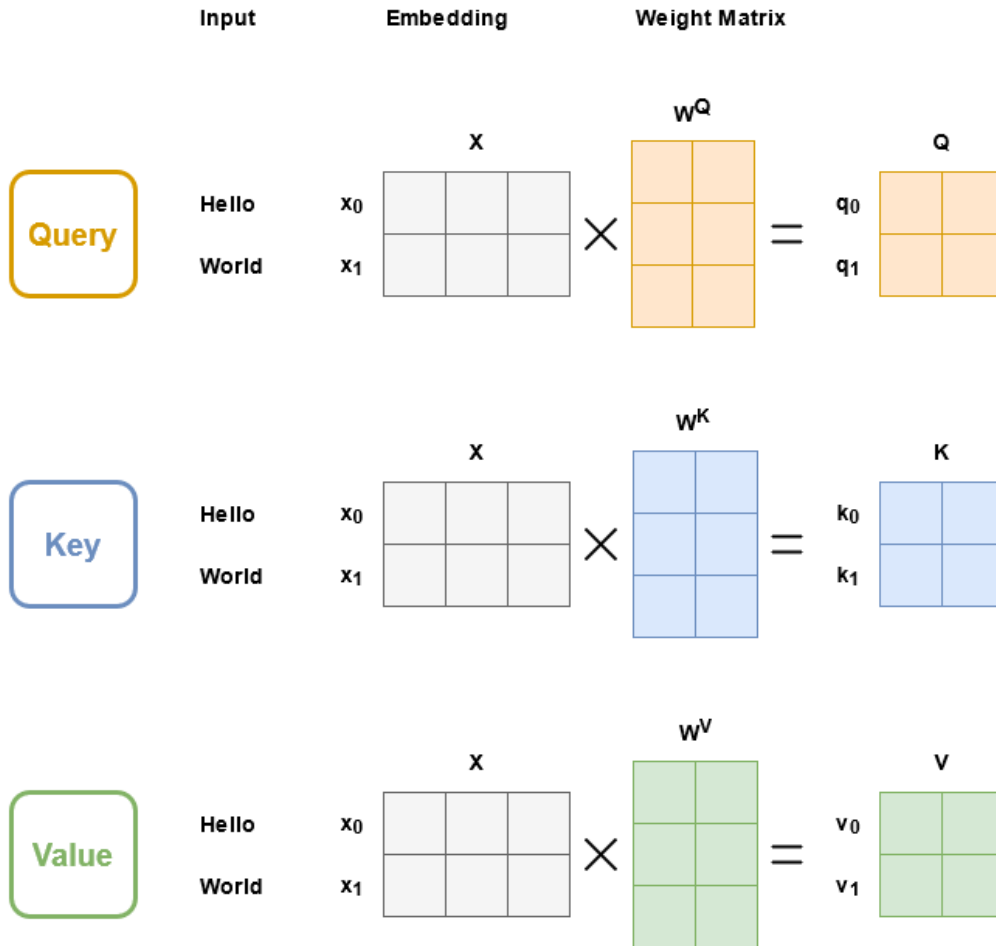 Input Embedding Weight Matrix
W^Q
X Q
Hello x₀ q₀
Query
World x₁ q₁
W^K
X K
Hello x₀ k₀
Key
World x₁ k₁
W^V
X V
Hello x₀ v₀
Value
World x₁ v₁